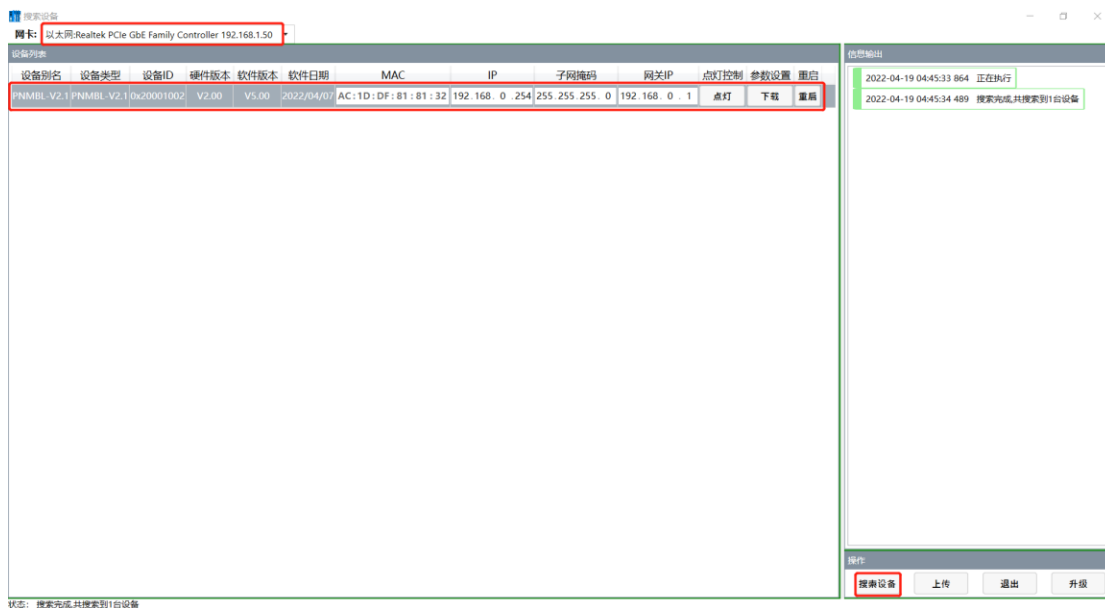 搜索设备
网卡: 以太网:Realtek PCIe GbE Family Controller 192.168.1.50
设备列表
设备别名 设备类型 设备ID 硬件版本 软件版本 软件日期 MAC IP 子网掩码 网关IP 点灯控制 参数设置 重启
PNMBL-V2.1 PNMBL-V2.1 0x20001002 V2.00 V5.00 2022/04/07 AC:1D:DF:81:81:32 192.168. 0 .254 255.255.255. 0 192.168. 0 . 1 点灯 下载 重启
信息输出
2022-04-19 04:45:33 864 正在执行
2022-04-19 04:45:34 489 搜索完成,共搜索到1台设备
操作
搜索设备 上传 退出 升级
状态: 搜索完成,共搜索到1台设备